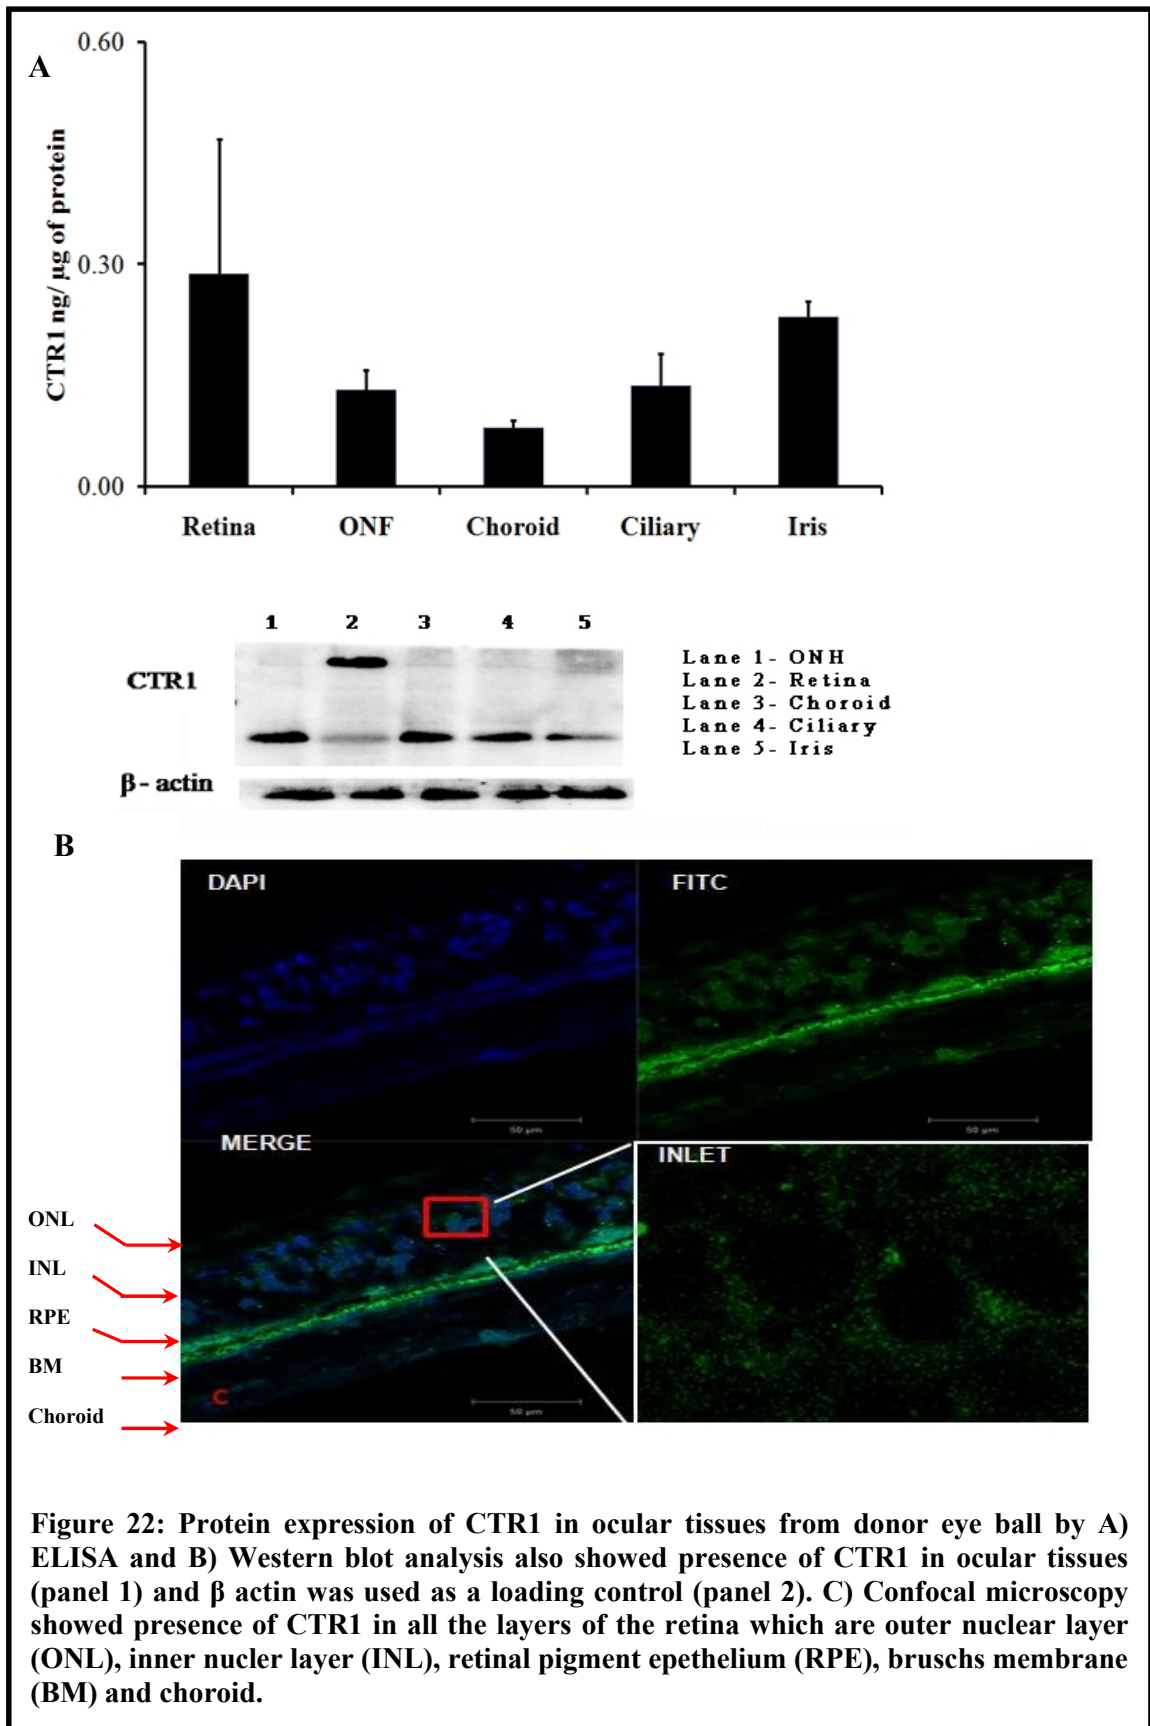 0.60
A
CTR1 ng/ µg of protein
0.30
0.00
Retina ONF Choroid Ciliary Iris
1 2 3 4 5
CTR1
Lane 1- ONH
Lane 2- Retina
Lane 3- Choroid
Lane 4- Ciliary
Lane 5- Iris
β- actin
B
DAPI
FITC
50 µm
50 µm
MERGE
INLET
ONL
INL
RPE
BM
Choroid
C
50 µm
Figure 22: Protein expression of CTR1 in ocular tissues from donor eye ball by A)
ELISA and B) Western blot analysis also showed presence of CTR1 in ocular tissues
(panel 1) and β actin was used as a loading control (panel 2). C) Confocal microscopy
showed presence of CTR1 in all the layers of the retina which are outer nuclear layer
(ONL), inner nucler layer (INL), retinal pigment epethelium (RPE), bruschs membrane
(BM) and choroid.